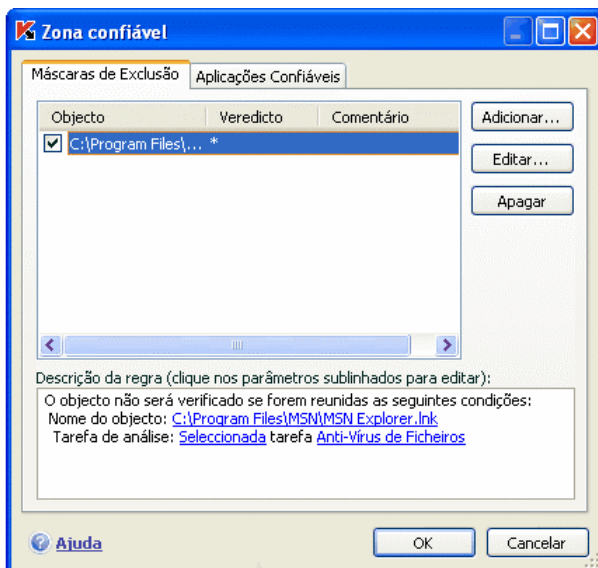 Zona confiável
Máscaras de Exclusão Aplicações Confiáveis
Objecto Veredicto Comentário
C:\Program Files\... *
Adicionar...
Editar...
Apagar
Descrição da regra (clique nos parâmetros sublinhados para editar):
O objecto não será verificado se forem reunidas as seguintes condições:
Nome do objecto: C:\Program Files\MSN\MSN Explorer.lnk
Tarefa de análise: Seleccionada tarefa Anti-Vírus de Ficheiros
Ajuda OK Cancelar